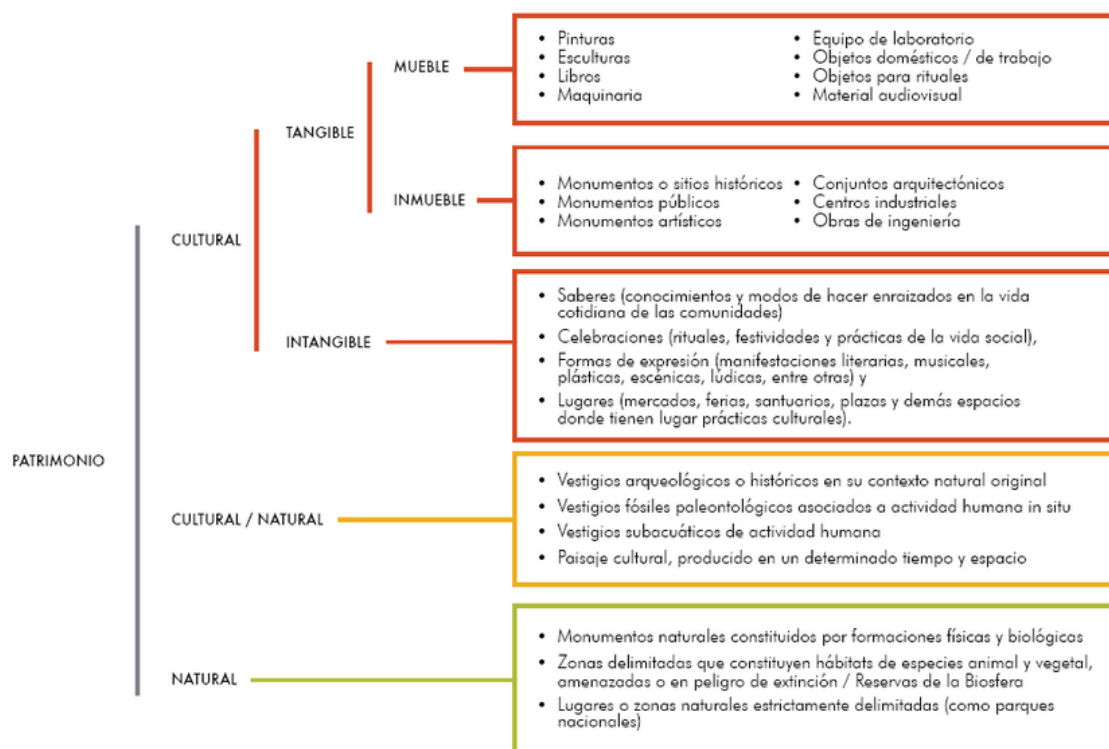 PATRIMONIO
CULTURAL
TANGIBLE
MUEBLE
• Pinturas
• Esculturas
• Libros
• Maquinaria
• Equipo de laboratorio
• Objetos domésticos / de trabajo
• Objetos para rituales
• Material audiovisual
INMUEBLE
• Monumentos o sitios históricos
• Monumentos públicos
• Monumentos artísticos
• Conjuntos arquitectónicos
• Centros industriales
• Obras de ingeniería
INTANGIBLE
• Saberes (conocimientos y modos de hacer enraizados en la vida
cotidiana de las comunidades)
• Celebraciones (rituales, festividades y prácticas de la vida social),
• Formas de expresión (manifestaciones literarias, musicales,
plásticas, escénicas, lúdicas, entre otras) y
• Lugares (mercados, ferias, santuarios, plazas y demás espacios
donde tienen lugar prácticas culturales).
CULTURAL / NATURAL
• Vestigios arqueológicos o históricos en su contexto natural original
• Vestigios fósiles paleontológicos asociados a actividad humana in situ
• Vestigios subacuáticos de actividad humana
• Paisaje cultural, producido en un determinado tiempo y espacio
NATURAL
• Monumentos naturales constituidos por formaciones físicas y biológicas
• Zonas delimitadas que constituyen hábitats de especies animal y vegetal,
amenazadas o en peligro de extinción / Reservas de la Biosfera
• Lugares o zonas naturales estrictamente delimitadas (como parques
nacionales)